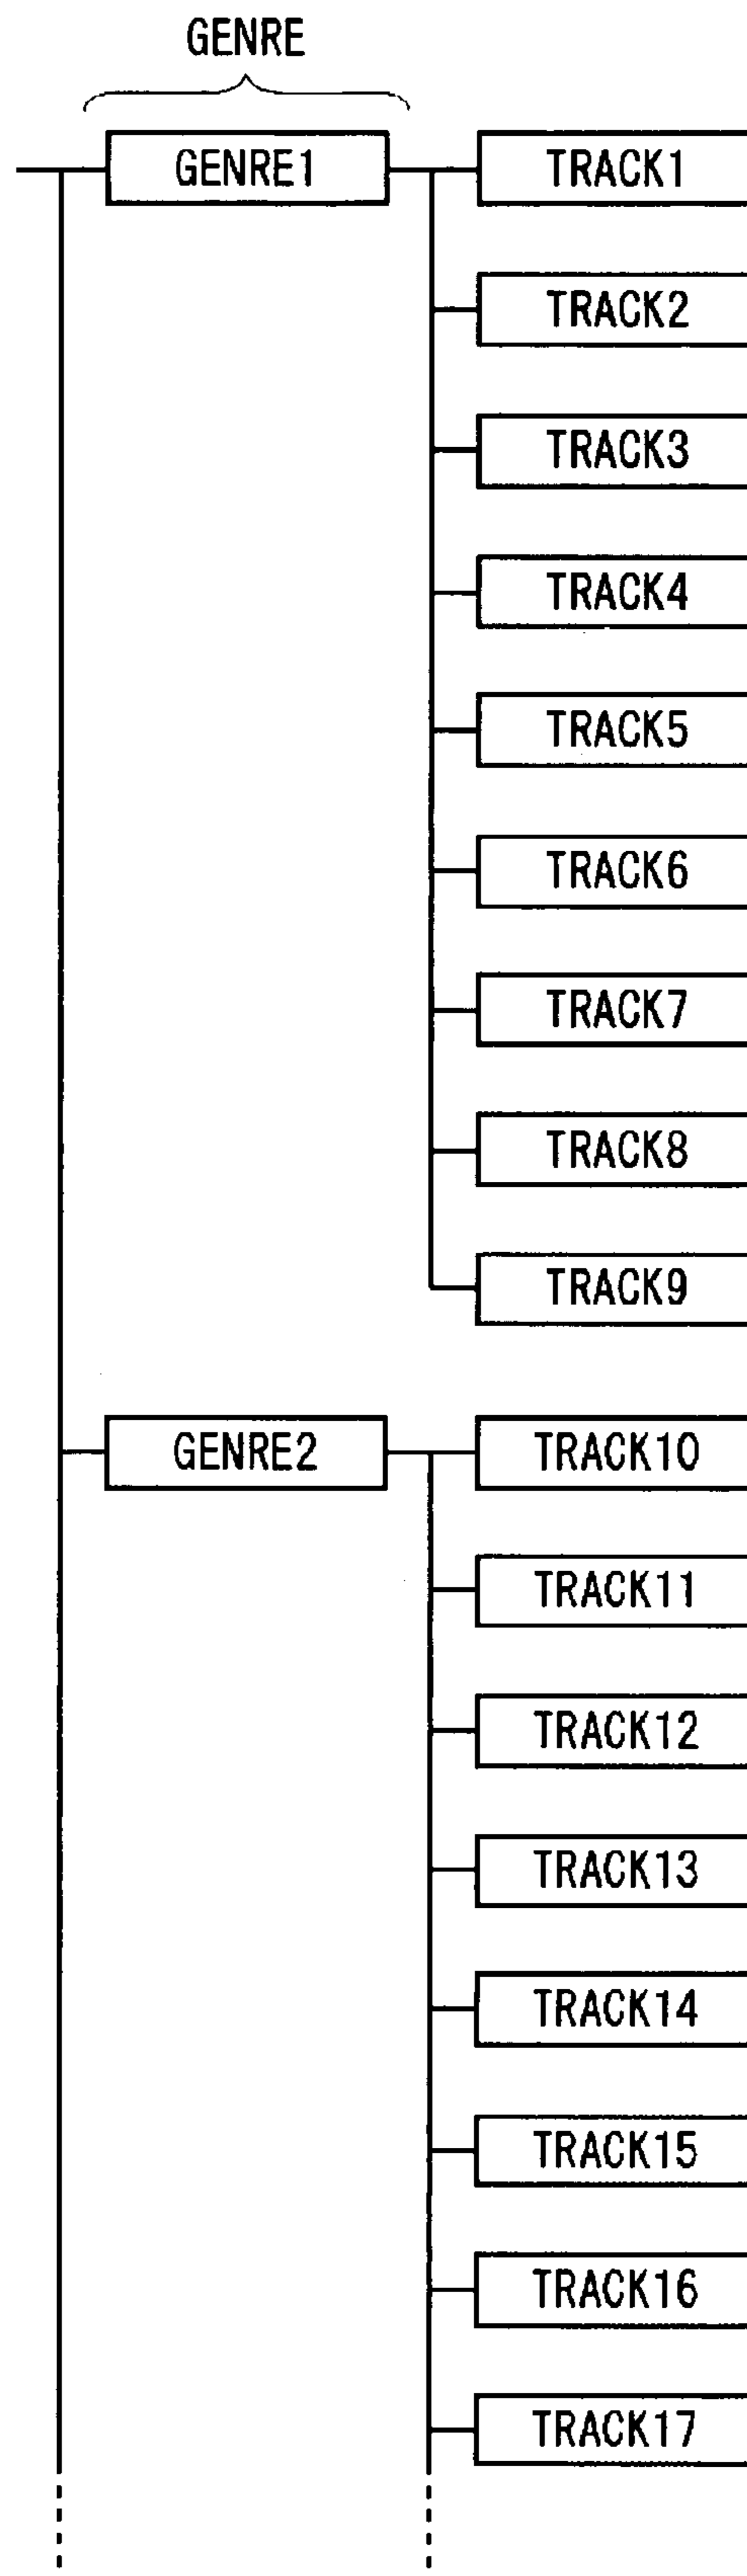 GENRE
GENRE1 TRACK1
TRACK2
TRACK3
TRACK4
TRACK5
TRACK6
TRACK7
TRACK8
TRACK9
GENRE2 TRACK10
TRACK11
TRACK12
TRACK13
TRACK14
TRACK15
TRACK16
TRACK17